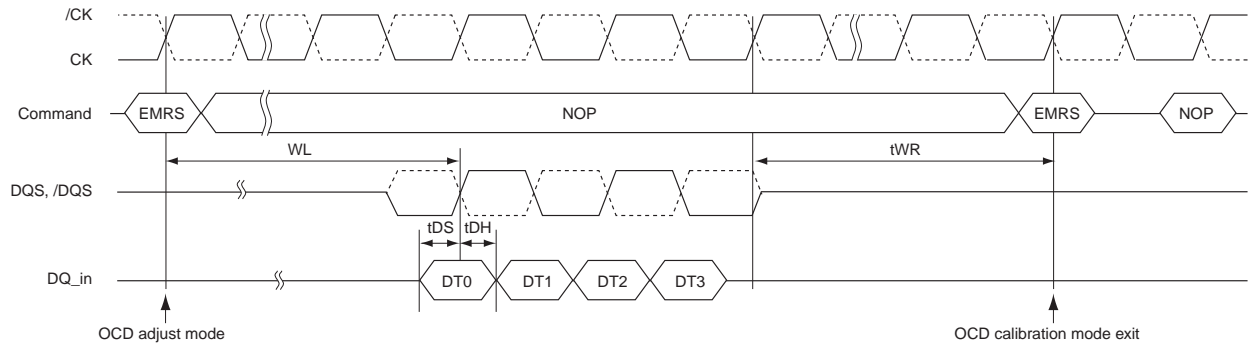 /CK
CK
Command
EMRS
NOP
EMRS
NOP
WL
tWR
DQS, /DQS
tDS
tDH
DQ_in
DT0
DT1
DT2
DT3
OCD adjust mode
OCD calibration mode exit